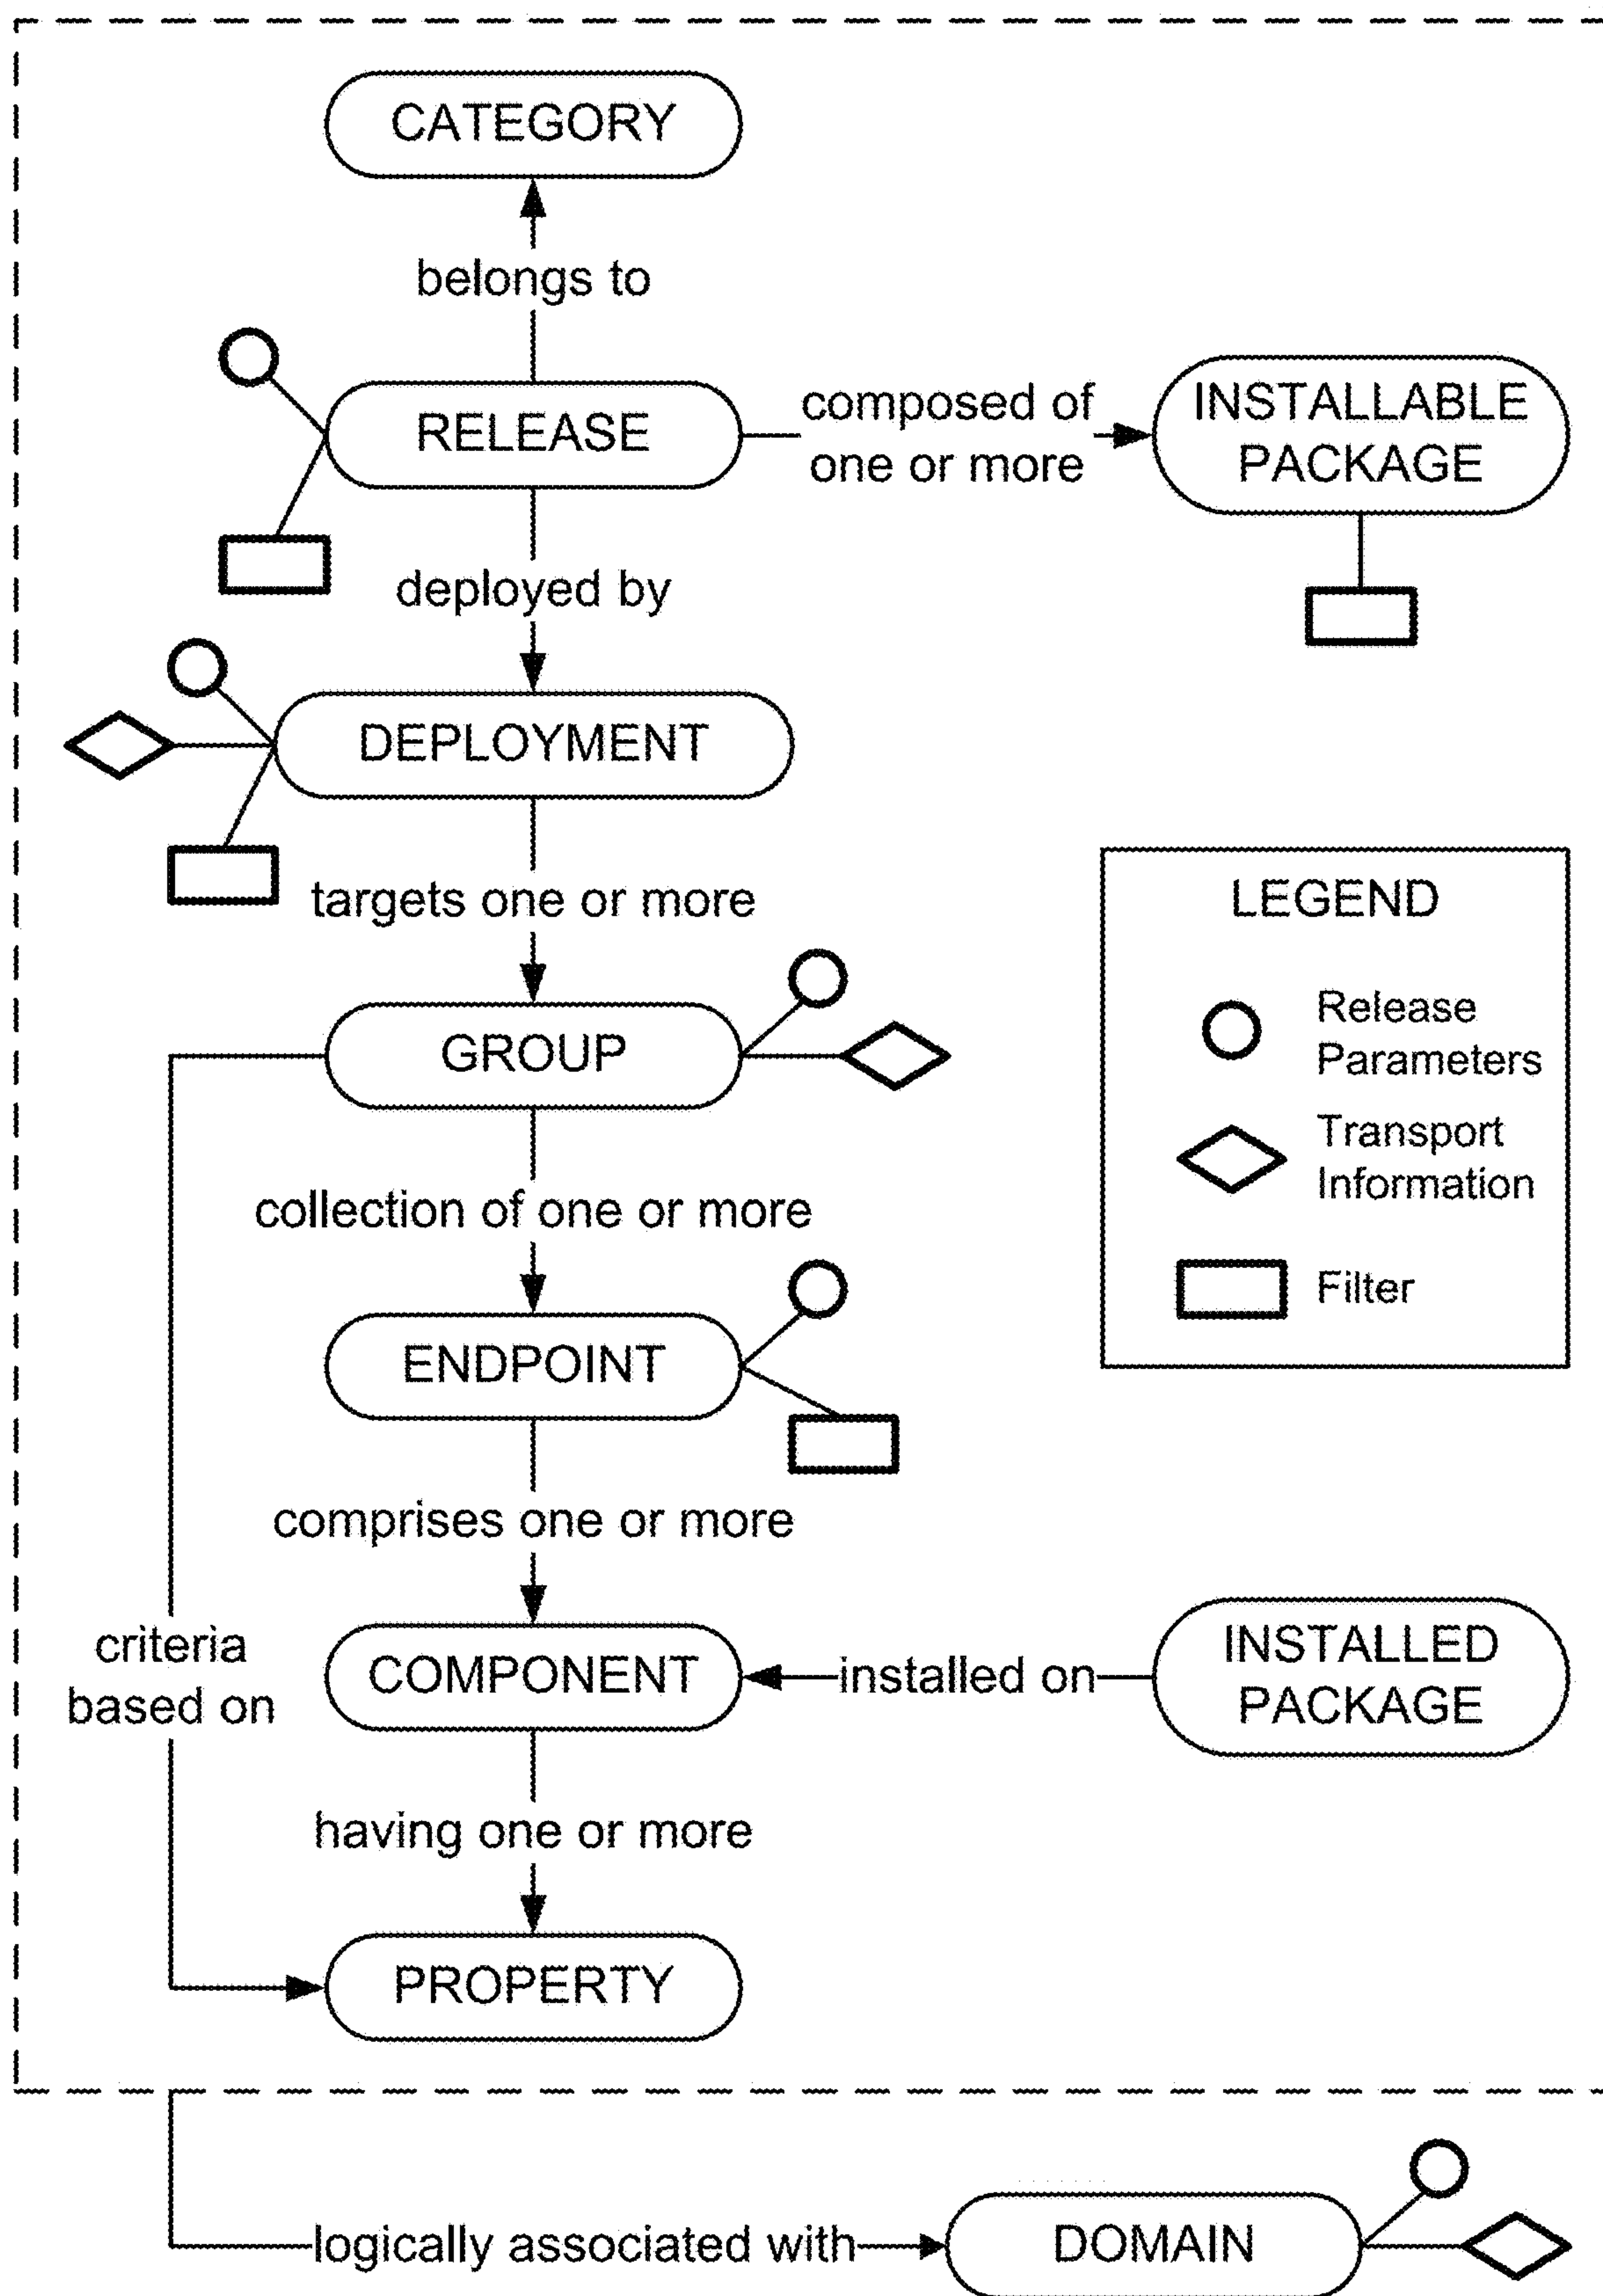 CATEGORY
belongs to
RELEASE
composed of
one or more
INSTALLABLE
PACKAGE
deployed by
DEPLOYMENT
targets one or more
LEGEND
Release
Parameters
Transport
Information
Filter
GROUP
collection of one or more
ENDPOINT
comprises one or more
criteria
based on
COMPONENT
installed on
INSTALLED
PACKAGE
having one or more
PROPERTY
logically associated with
DOMAIN